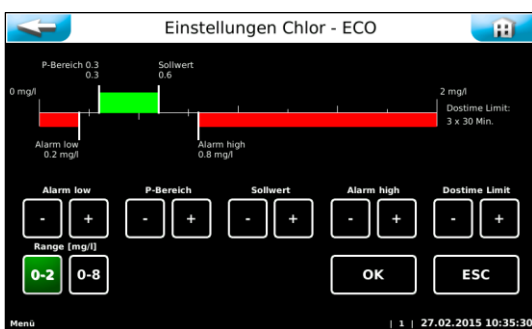 Einstellungen Chlor - ECO
P-Bereich 0.3
0.3
Sollwert
0.6
0 mg/l
2 mg/l
Dostime Limit:
3 x 30 Min.
Alarm low
0.2 mg/l
Alarm high
0.8 mg/l
Alarm low P-Bereich Sollwert Alarm high Dostime Limit
- + - + - + - + - +
Range [mg/l]
0-2 0-8 OK ESC
Menü | 1 | 27.02.2015 10:35:30